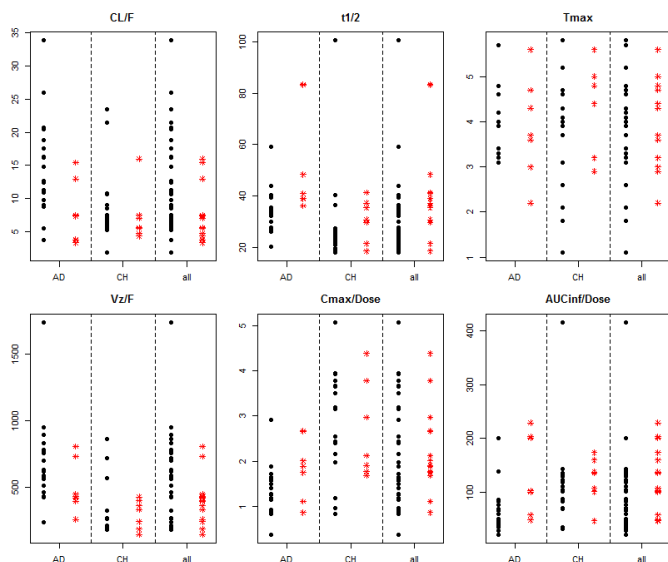 CL/F
t1/2
Tmax
35
30
25
20
15
10
5
100
80
60
40
20
5
4
3
2
1
AD CH all
AD CH all
AD CH all
Vz/F
Cmax/Dose
AUCinf/Dose
1500
1000
500
5
4
3
2
1
400
300
200
100
AD CH all
AD CH all
AD CH all